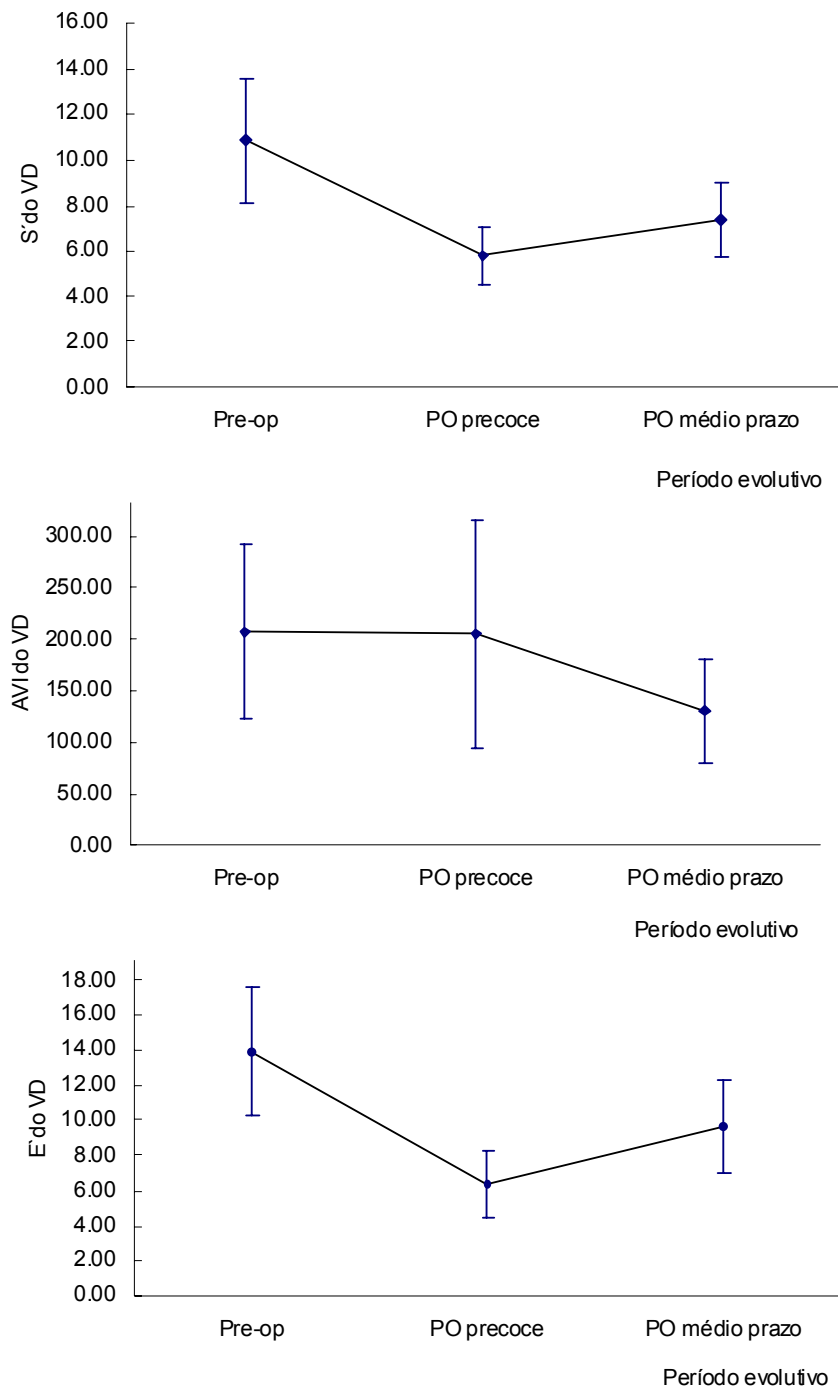 16.00
14.00
12.00
10.00
8.00
6.00
4.00
2.00
0.00
S´do VD
Pre-op PO precoce PO médio prazo
Período evolutivo
300.00
250.00
200.00
150.00
100.00
50.00
0.00
AVI do VD
Pre-op PO precoce PO médio prazo
Período evolutivo
18.00
16.00
14.00
12.00
10.00
8.00
6.00
4.00
2.00
0.00
E`do VD
Pre-op PO precoce PO médio prazo
Período evolutivo